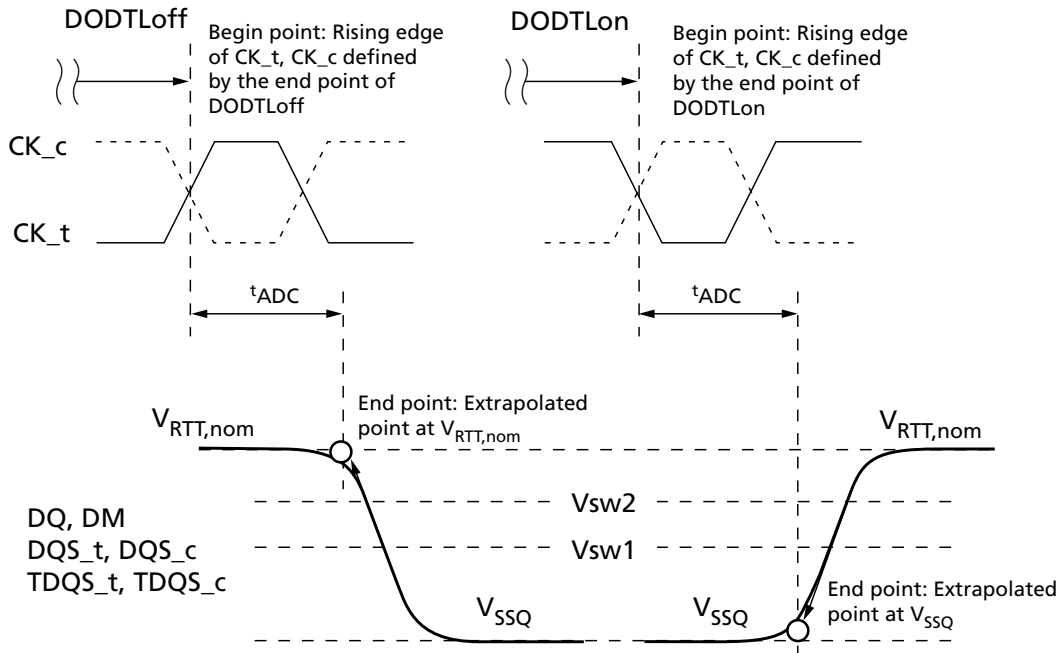 DODTLoff
Begin point: Rising edge
of CK_t, CK_c defined
by the end point of
DODTLoff
DODTLon
Begin point: Rising edge
of CK_t, CK_c defined
by the end point of
DODTLon
CK_c
CK_t
tADC
tADC
VRTT,nom
End point: Extrapolated
point at VRTT,nom
VRTT,nom
Vsw2
DQ, DM
DQS_t, DQS_c
TDQS_t, TDQS_c
Vsw1
VSSQ
VSSQ
End point: Extrapolated
point at VSSQ